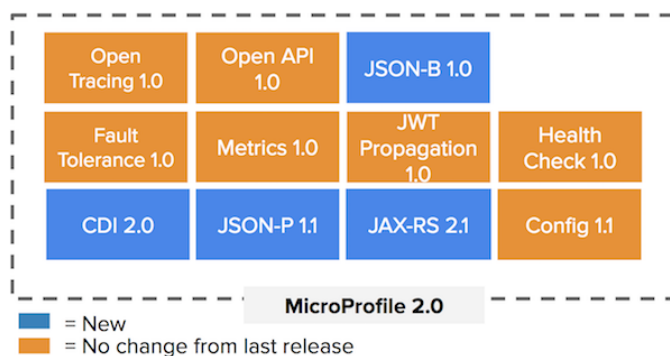 Open
Tracing 1.0
Open API
1.0
JSON-B 1.0
Fault
Tolerance 1.0
Metrics 1.0
JWT
Propagation
1.0
Health
Check 1.0
CDI 2.0
JSON-P 1.1
JAX-RS 2.1
Config 1.1
MicroProfile 2.0
= New
= No change from last release